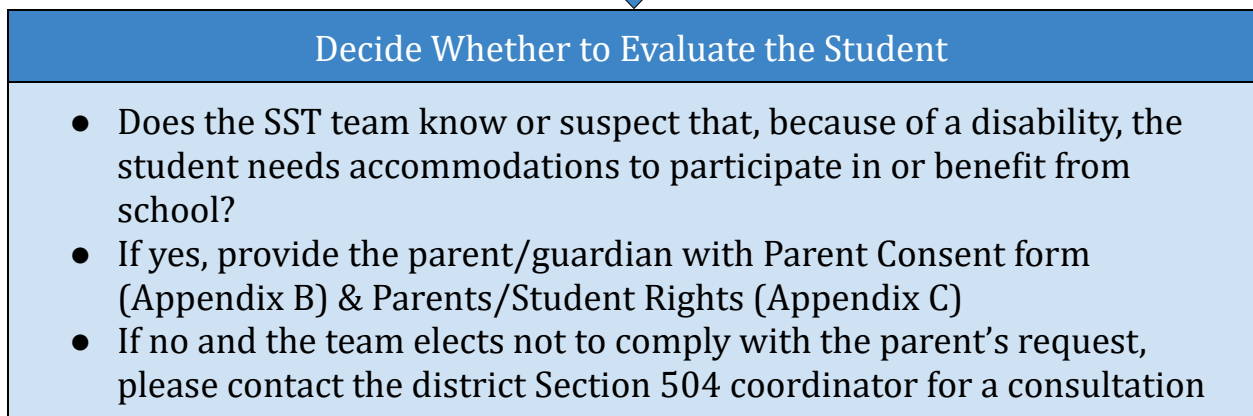 Decide Whether to Evaluate the Student
● Does the SST team know or suspect that, because of a disability, the
student needs accommodations to participate in or benefit from
school?
● If yes, provide the parent/guardian with Parent Consent form
(Appendix B) & Parents/Student Rights (Appendix C)
● If no and the team elects not to comply with the parent’s request,
please contact the district Section 504 coordinator for a consultation